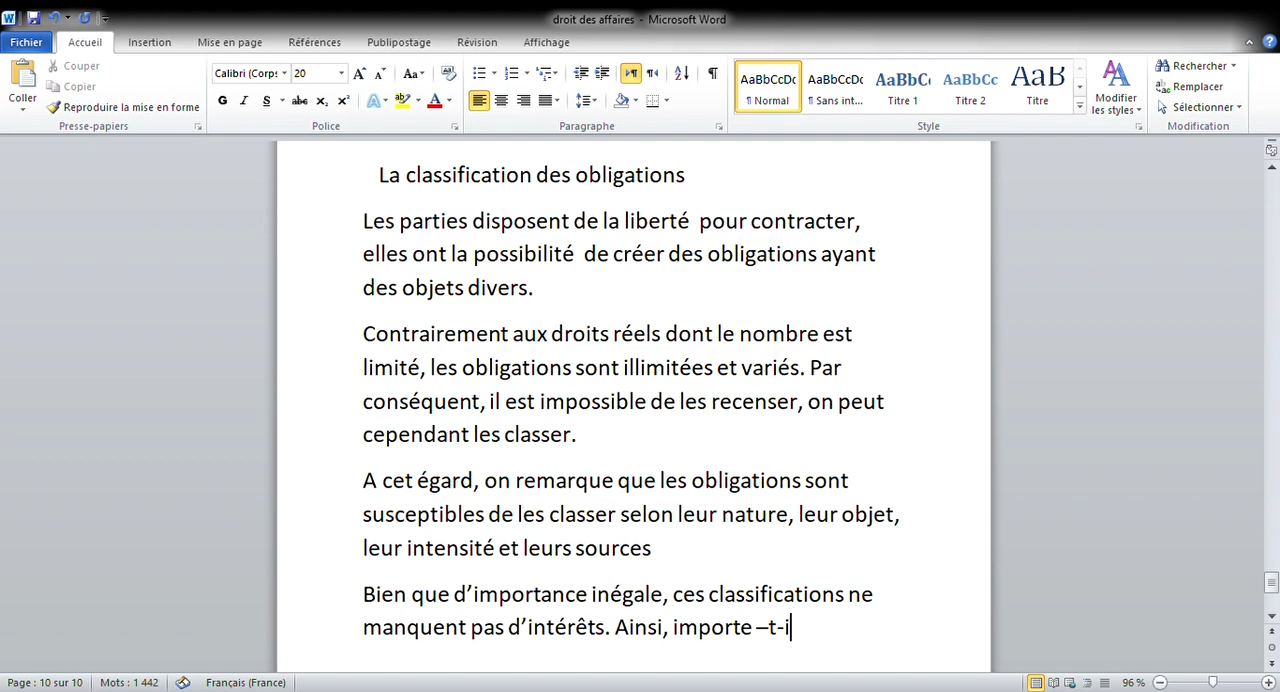 droit des affaires - Microsoft Word
Fichier Accueil Insertion Mise en page Références Publipostage Révision Affichage
Coller
Couper
Copier
Reproduire la mise en forme
Presse-papiers
Calibri (Corps 20
Aa
G I S abc x₂ x² A ab A
Police
Paragraphe
AaBbCcDc AaBbCcDc AaBbC AaBbCc AaB
¶ Normal ¶ Sans int... Titre 1 Titre 2 Titre
Modifier
les styles
Style
Rechercher
Remplacer
Sélectionner
Modification
La classification des obligations
Les parties disposent de la liberté pour contracter,
elles ont la possibilité de créer des obligations ayant
des objets divers.
Contrairement aux droits réels dont le nombre est
limité, les obligations sont illimitées et variés. Par
conséquent, il est impossible de les recenser, on peut
cependant les classer.
A cet égard, on remarque que les obligations sont
susceptibles de les classer selon leur nature, leur objet,
leur intensité et leurs sources
Bien que d’importance inégale, ces classifications ne
manquent pas d’intérêts. Ainsi, importe –t-i
Page : 10 sur 10 Mots : 1 442 Français (France) 96 %